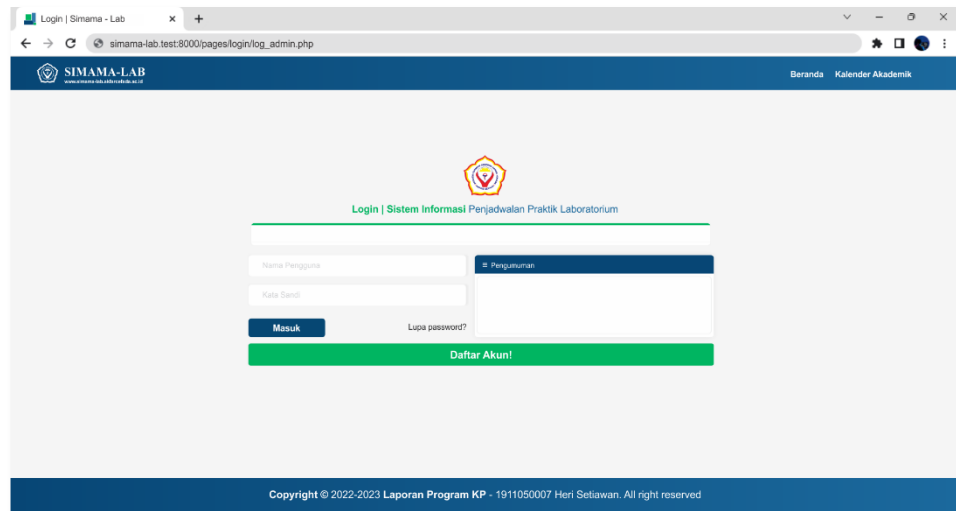 Login | Simama - Lab
simama-lab.test:8000/pages/login/log_admin.php
SIMAMA-LAB
Beranda Kalender Akademik
Login | Sistem Informasi Penjadwalan Praktik Laboratorium
Nama Pengguna
Pengumuman
Kata Sandi
Masuk
Lupa password?
Daftar Akun!
Copyright © 2022-2023 Laporan Program KP - 1911050007 Heri Setiawan. All right reserved